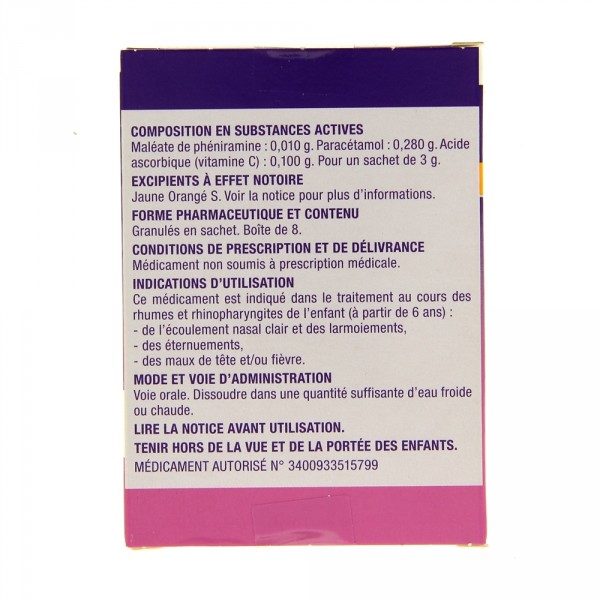 COMPOSITION EN SUBSTANCES ACTIVES
Maléate de phéniramine : 0,010 g. Paracétamol : 0,280 g. Acide
ascorbique (vitamine C) : 0,100 g. Pour un sachet de 3 g.
EXCIPIENTS À EFFET NOTOIRE
Jaune Orangé S. Voir la notice pour plus d'informations.
FORME PHARMACEUTIQUE ET CONTENU
Granulés en sachet. Boîte de 8.
CONDITIONS DE PRESCRIPTION ET DE DÉLIVRANCE
Médicament non soumis à prescription médicale.
INDICATIONS D'UTILISATION
Ce médicament est indiqué dans le traitement au cours des
rhumes et rhinopharyngites de l'enfant (à partir de 6 ans) :
- de l'écoulement nasal clair et des larmoiements,
- des éternuements,
- des maux de tête et/ou fièvre.
MODE ET VOIE D'ADMINISTRATION
Voie orale. Dissoudre dans une quantité suffisante d'eau froide
ou chaude.
LIRE LA NOTICE AVANT UTILISATION.
TENIR HORS DE LA VUE ET DE LA PORTÉE DES ENFANTS.
MÉDICAMENT AUTORISÉ N° 3400933515799